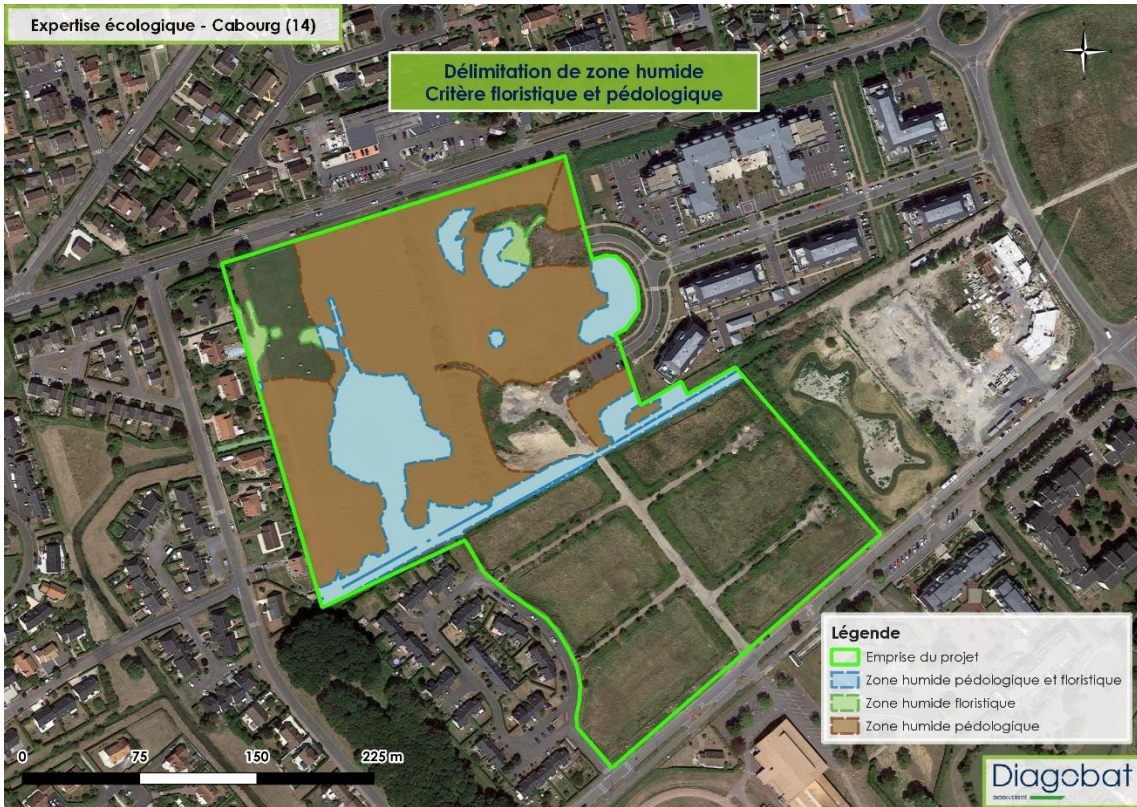 Expertise écologique - Cabourg (14)
Délimitation de zone humide
Critère floristique et pédologique
Légende
Emprise du projet
Zone humide pédologique et floristique
Zone humide floristique
Zone humide pédologique
0 75 150 225 m
Diagobat
BIODIVERSITÉ